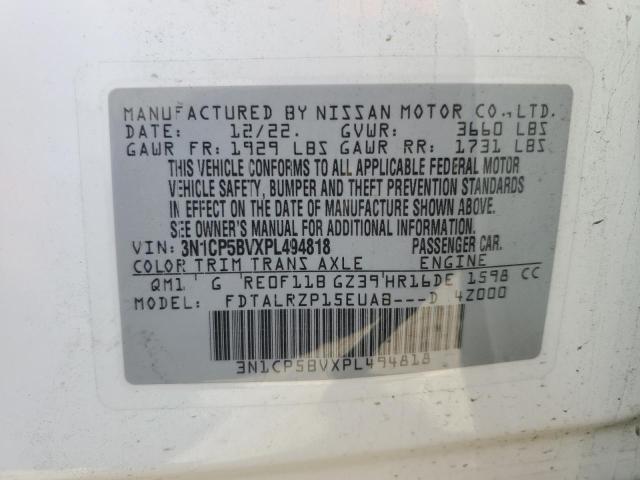 MANUFACTURED BY NISSAN MOTOR CO., LTD.
DATE: 12/22. GVWR: 3660 LBS
GAWR FR: 1929 LBS GAWR RR: 1731 LBS
THIS VEHICLE CONFORMS TO ALL APPLICABLE FEDERAL MOTOR
VEHICLE SAFETY, BUMPER AND THEFT PREVENTION STANDARDS
IN EFFECT ON THE DATE OF MANUFACTURE SHOWN ABOVE.
SEE OWNER'S MANUAL FOR ADDITIONAL INFORMATION.
VIN: 3N1CP5BVXPL494818 PASSENGER CAR.
COLOR TRIM TRANS AXLE ENGINE
QM1 G RE0F11B GZ39 HR16DE 1598 CC
MODEL: FDTALRZP15EUAB---D 4Z000
3N1CP5BVXPL494818